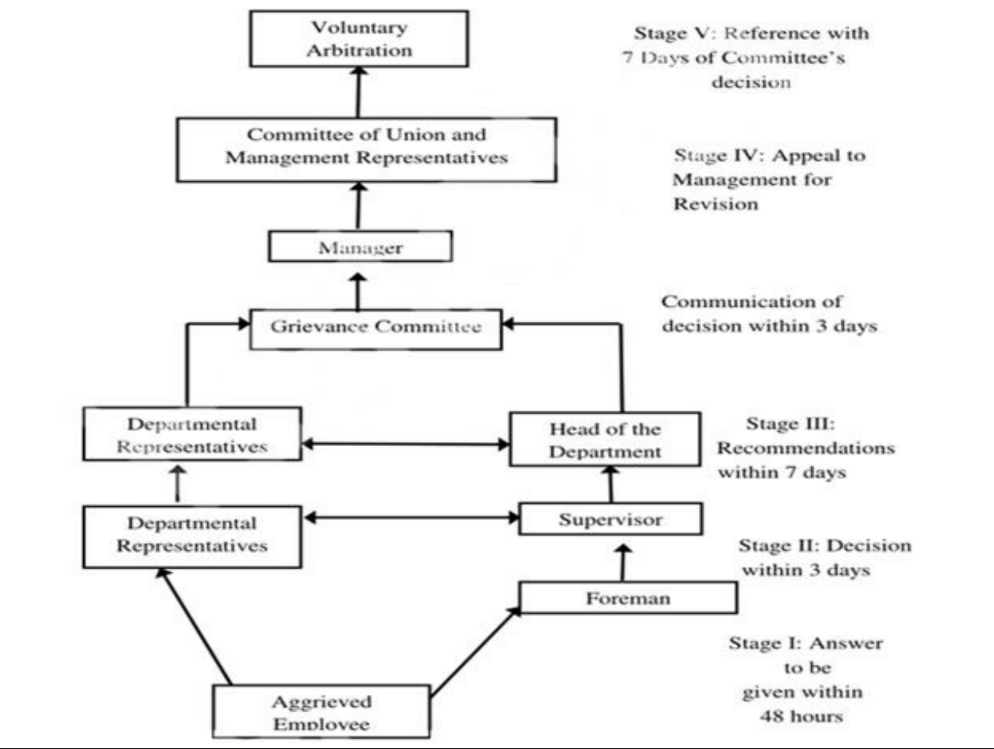 Voluntary
Arbitration
Stage V: Reference with
7 Days of Committee's
decision
Committee of Union and
Management Representatives
Stage IV: Appeal to
Management for
Revision
Manager
Grievance Committee
Communication of
decision within 3 days
Departmental
Representatives
Head of the
Department
Stage III:
Recommendations
within 7 days
Departmental
Representatives
Supervisor
Stage II: Decision
within 3 days
Foreman
Stage I: Answer
to be
given within
48 hours
Aggrieved
Employee